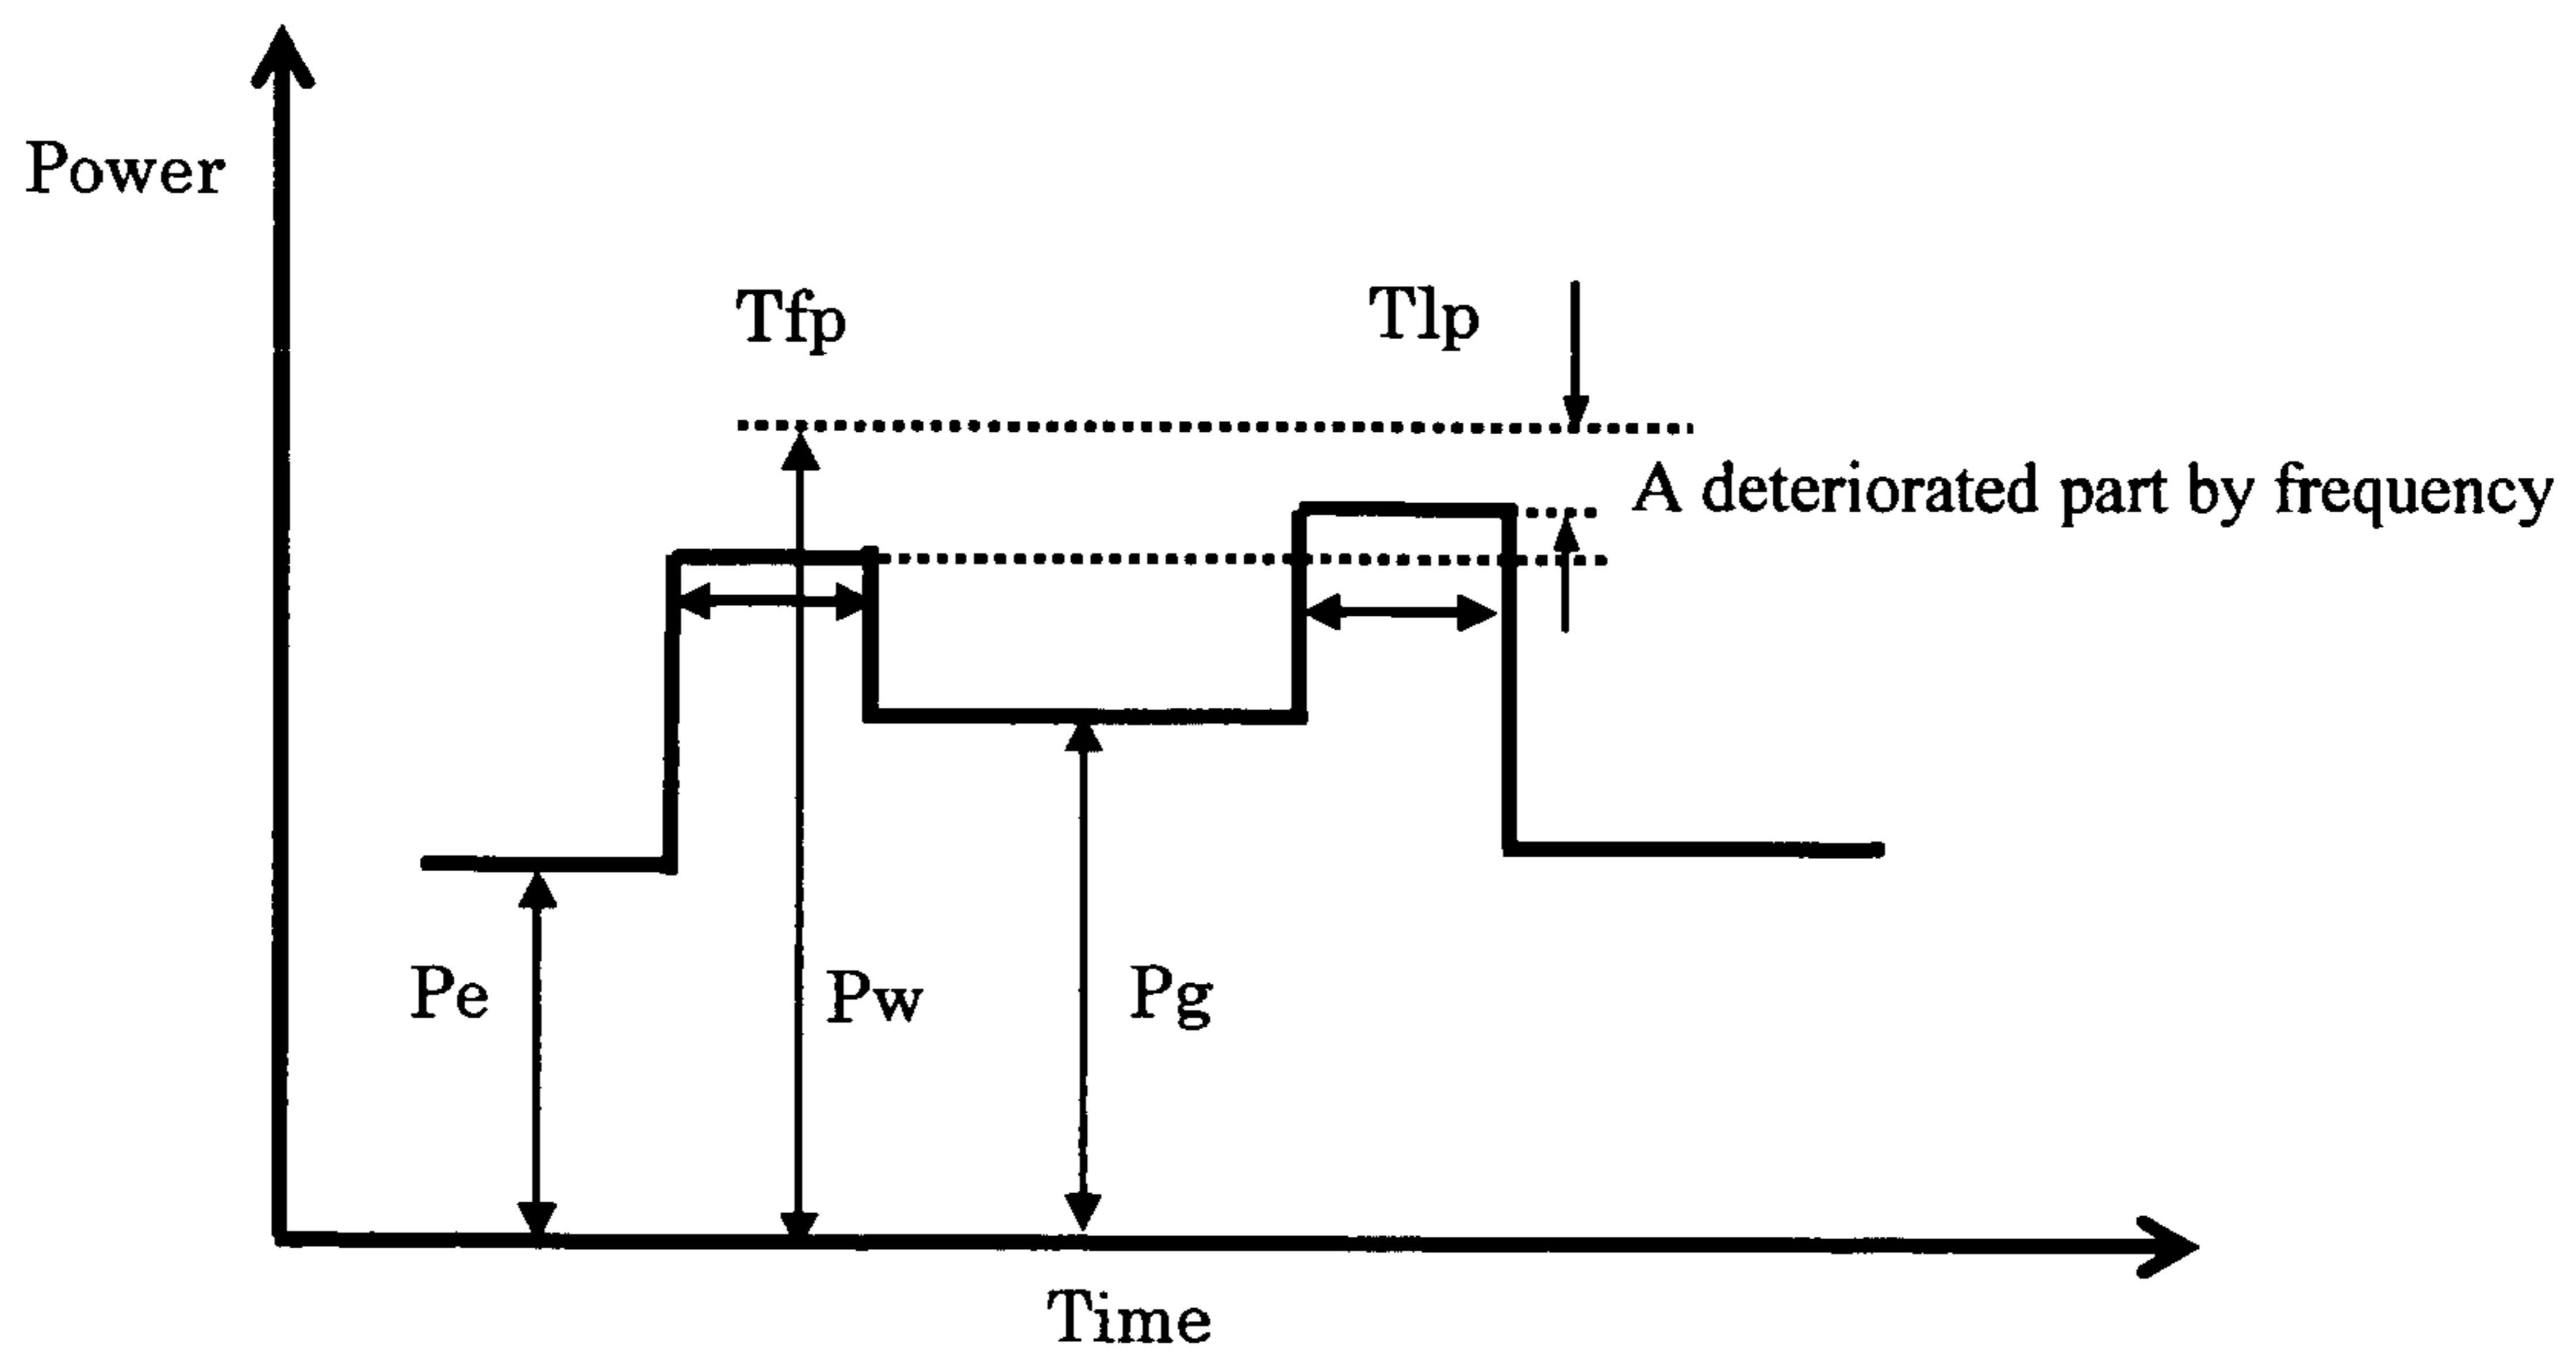 Power
Tfp
Tlp
A deteriorated part by frequency
Pe
Pw
Pg
Time